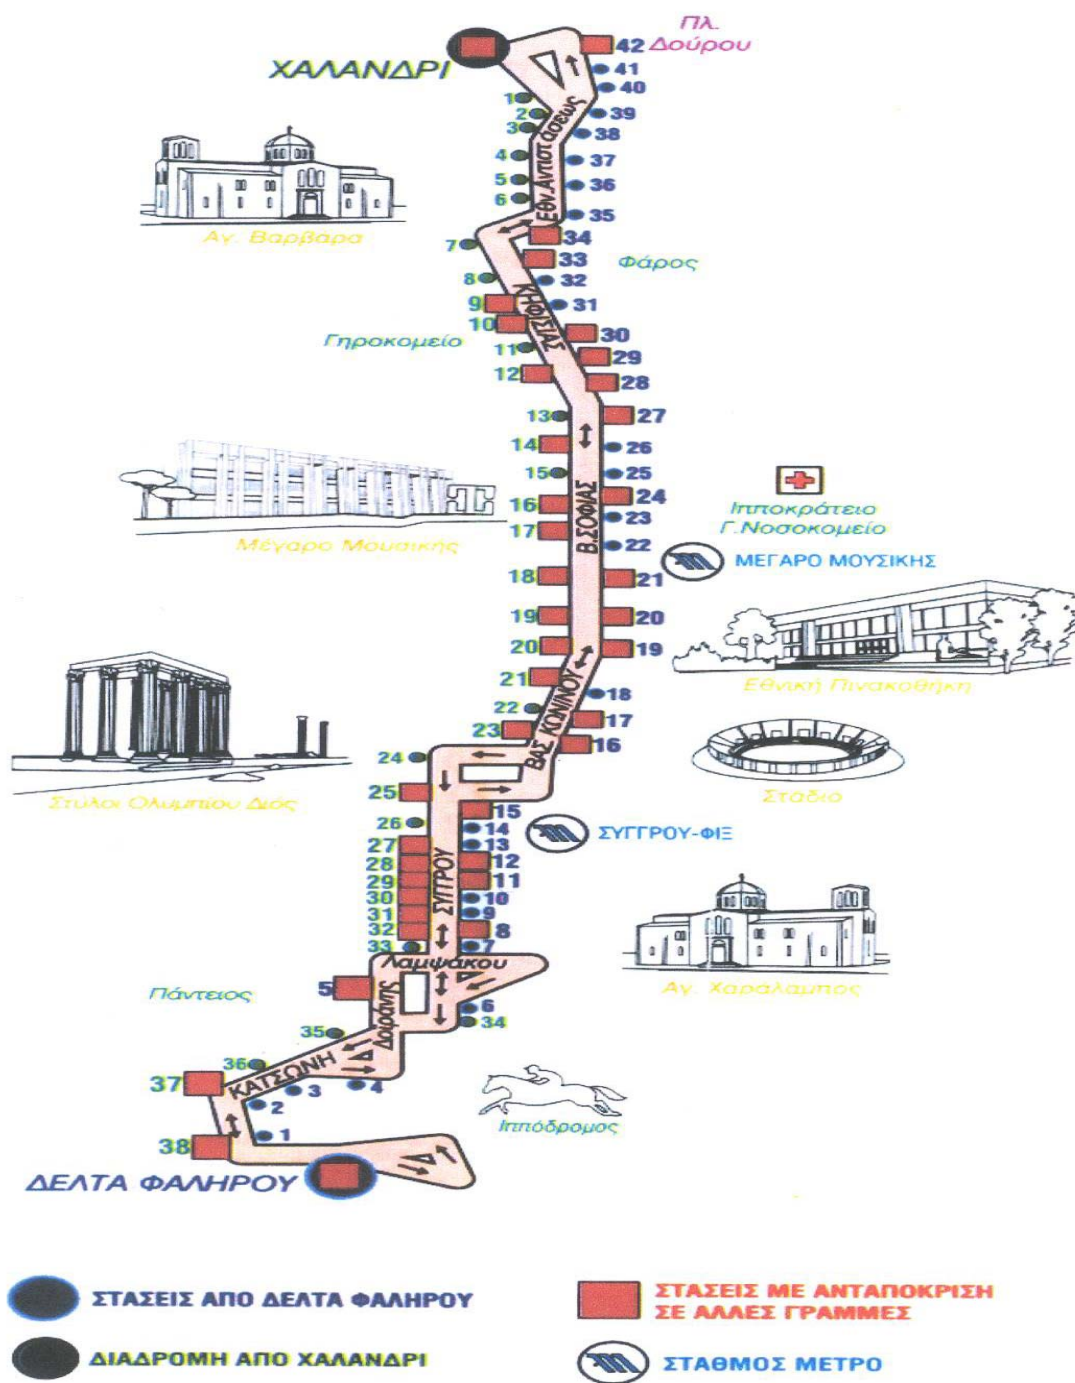 Πλ.
Δούρου
ΧΑΛΑΝΔΡΙ
42
41
40
1
2
39
3
38
Εθν.Αντιστάσεως
4
37
5
36
6
35
Αγ. Βαρβάρα
34
7
33
Φάρος
8
32
ΚΗΦΙΣΙΑΣ
9
31
10
30
Γηροκομείο
11
29
12
28
13
27
14
26
15
25
24
16
Β.ΣΟΦΙΑΣ
Ιπποκράτειο
Γ.Νοσοκομείο
23
17
Μέγαρο Μουσικής
22
ΜΕΓΑΡΟ ΜΟΥΣΙΚΗΣ
18
21
19
20
20
19
21
Εθνική Πινακοθήκη
18
22
ΒΑΣ ΚΩΝ/ΝΟΥ
17
23
16
24
25
Στύλοι Ολυμπίου Διός
Στάδιο
15
26
14
ΣΥΓΓΡΟΥ-ΦΙΞ
27
13
28
12
ΣΥΓΓΡΟΥ
29
11
30
10
31
9
32
8
33
7
Λαμψάκου
Πάντειος
5
Αγ. Χαράλαμπος
Δοιράνης
6
34
35
36
ΚΑΤΣΩΝΗ
37
4
3
2
1
Ιππόδρομος
38
ΔΕΛΤΑ ΦΑΛΗΡΟΥ
ΣΤΑΣΕΙΣ ΑΠΟ ΔΕΛΤΑ ΦΑΛΗΡΟΥ
ΣΤΑΣΕΙΣ ΜΕ ΑΝΤΑΠΟΚΡΙΣΗ
ΣΕ ΑΛΛΕΣ ΓΡΑΜΜΕΣ
ΔΙΑΔΡΟΜΗ ΑΠΟ ΧΑΛΑΝΔΡΙ
ΣΤΑΘΜΟΣ ΜΕΤΡΟ